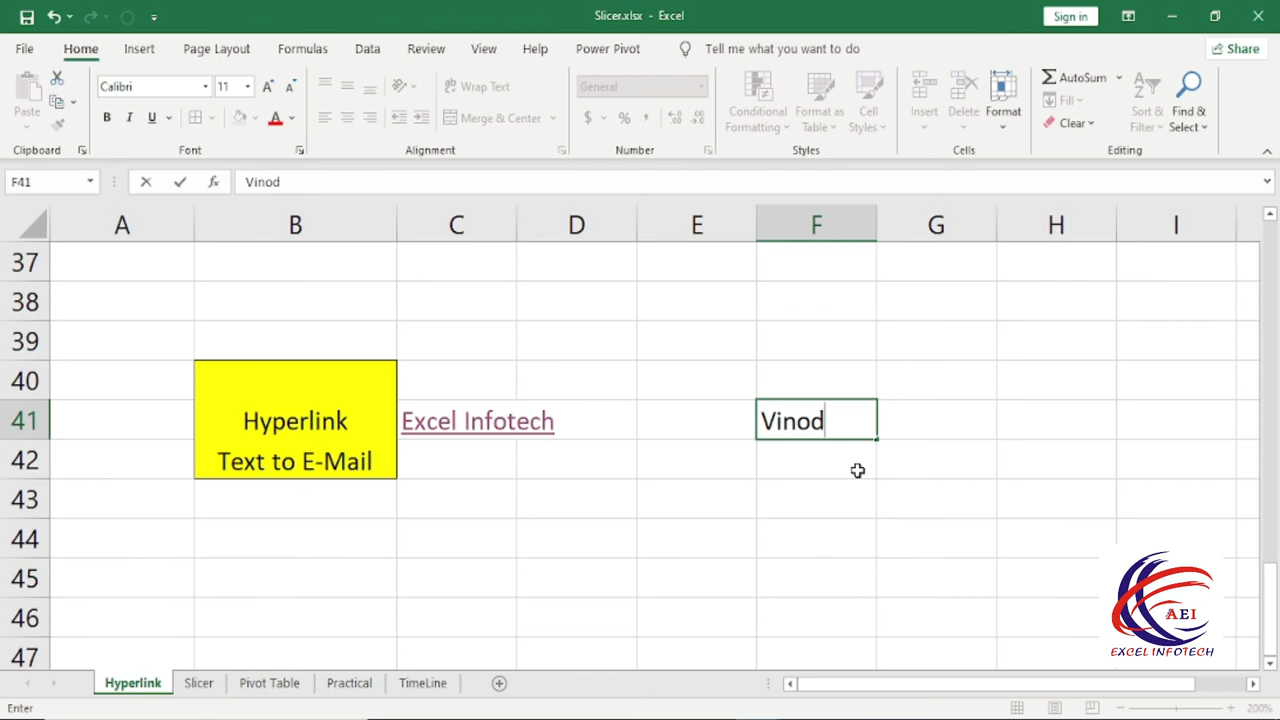 Slicer.xlsx - Excel
Sign in
File Home Insert Page Layout Formulas Data Review View Help Power Pivot Tell me what you want to do Share
Paste
Calibri 11
B I U A
Wrap Text
Merge & Center
General
$ % ,
Conditional Formatting
Format as Table
Cell Styles
Insert Delete Format
AutoSum
Fill
Clear
Sort & Filter
Find & Select
Clipboard Font Alignment Number Styles Cells Editing
F41 fx Vinod
A B C D E F G H I
37
38
39
40
41 Hyperlink Excel Infotech Vinod
42 Text to E-Mail
43
44
45
46
47
AEI
EXCEL INFOTECH
Hyperlink Slicer Pivot Table Practical TimeLine
Enter 200%